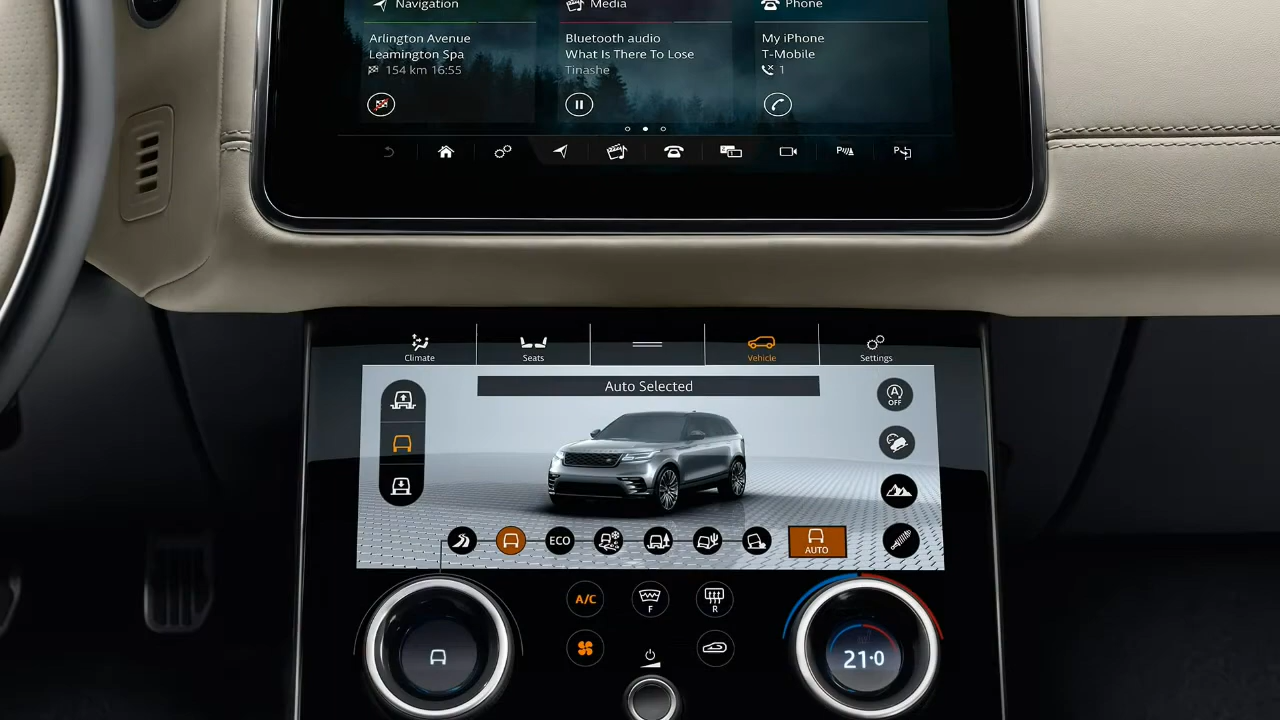 Navigation
Media
Phone
Arlington Avenue
Leamington Spa
154 km 16:55
Bluetooth audio
What Is There To Lose
Tinashe
My iPhone
T-Mobile
1
Climate
Seats
Vehicle
Settings
Auto Selected
OFF
ECO
AUTO
A/C
F
R
21·0